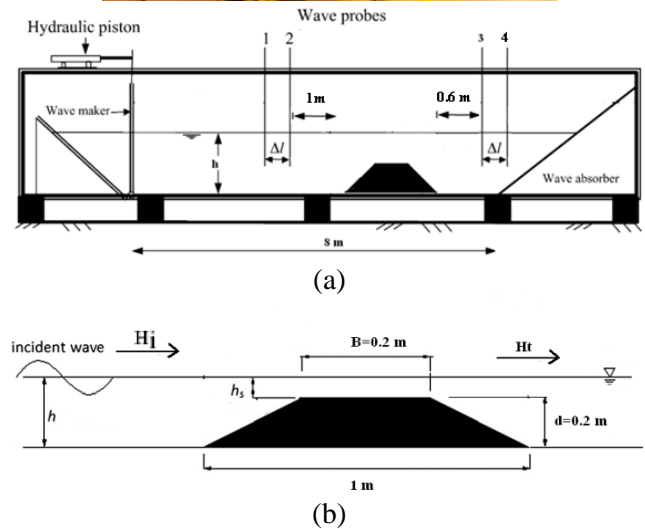 Wave probes
Hydraulic piston
1 2 3 4
1m
0.6 m
Wave maker
h
Δl
Δl
Wave absorber
8 m
(a)
incident wave
Hi
B=0.2 m
Ht
hs
h
d=0.2 m
1 m
(b)